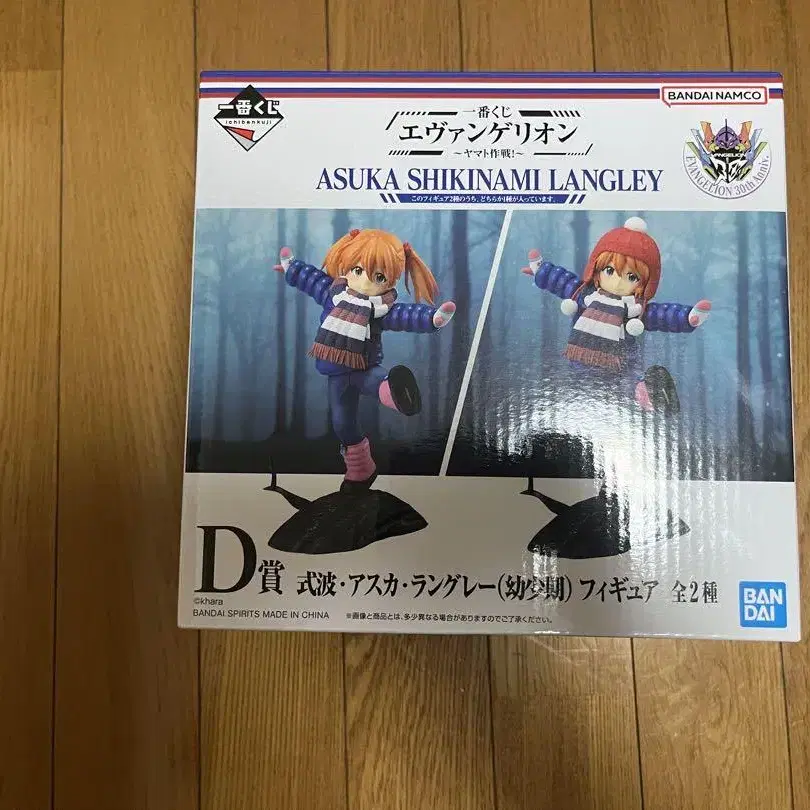 一番くじ
ichibankuji
BANDAI NAMCO
一番くじ
エヴァンゲリオン
～ヤマト作戦！～
EVANGELION
EVANGELION 30th Anniv.
ASUKA SHIKINAMI LANGLEY
このフィギュア2種のうち、どちらか1種が入っています。
D賞 式波・アスカ・ラングレー(幼少期) フィギュア 全2種
©khara
BANDAI SPIRITS MADE IN CHINA ※画像と商品とは、多少異なる場合がありますのでご了承ください。
BAN
DAI